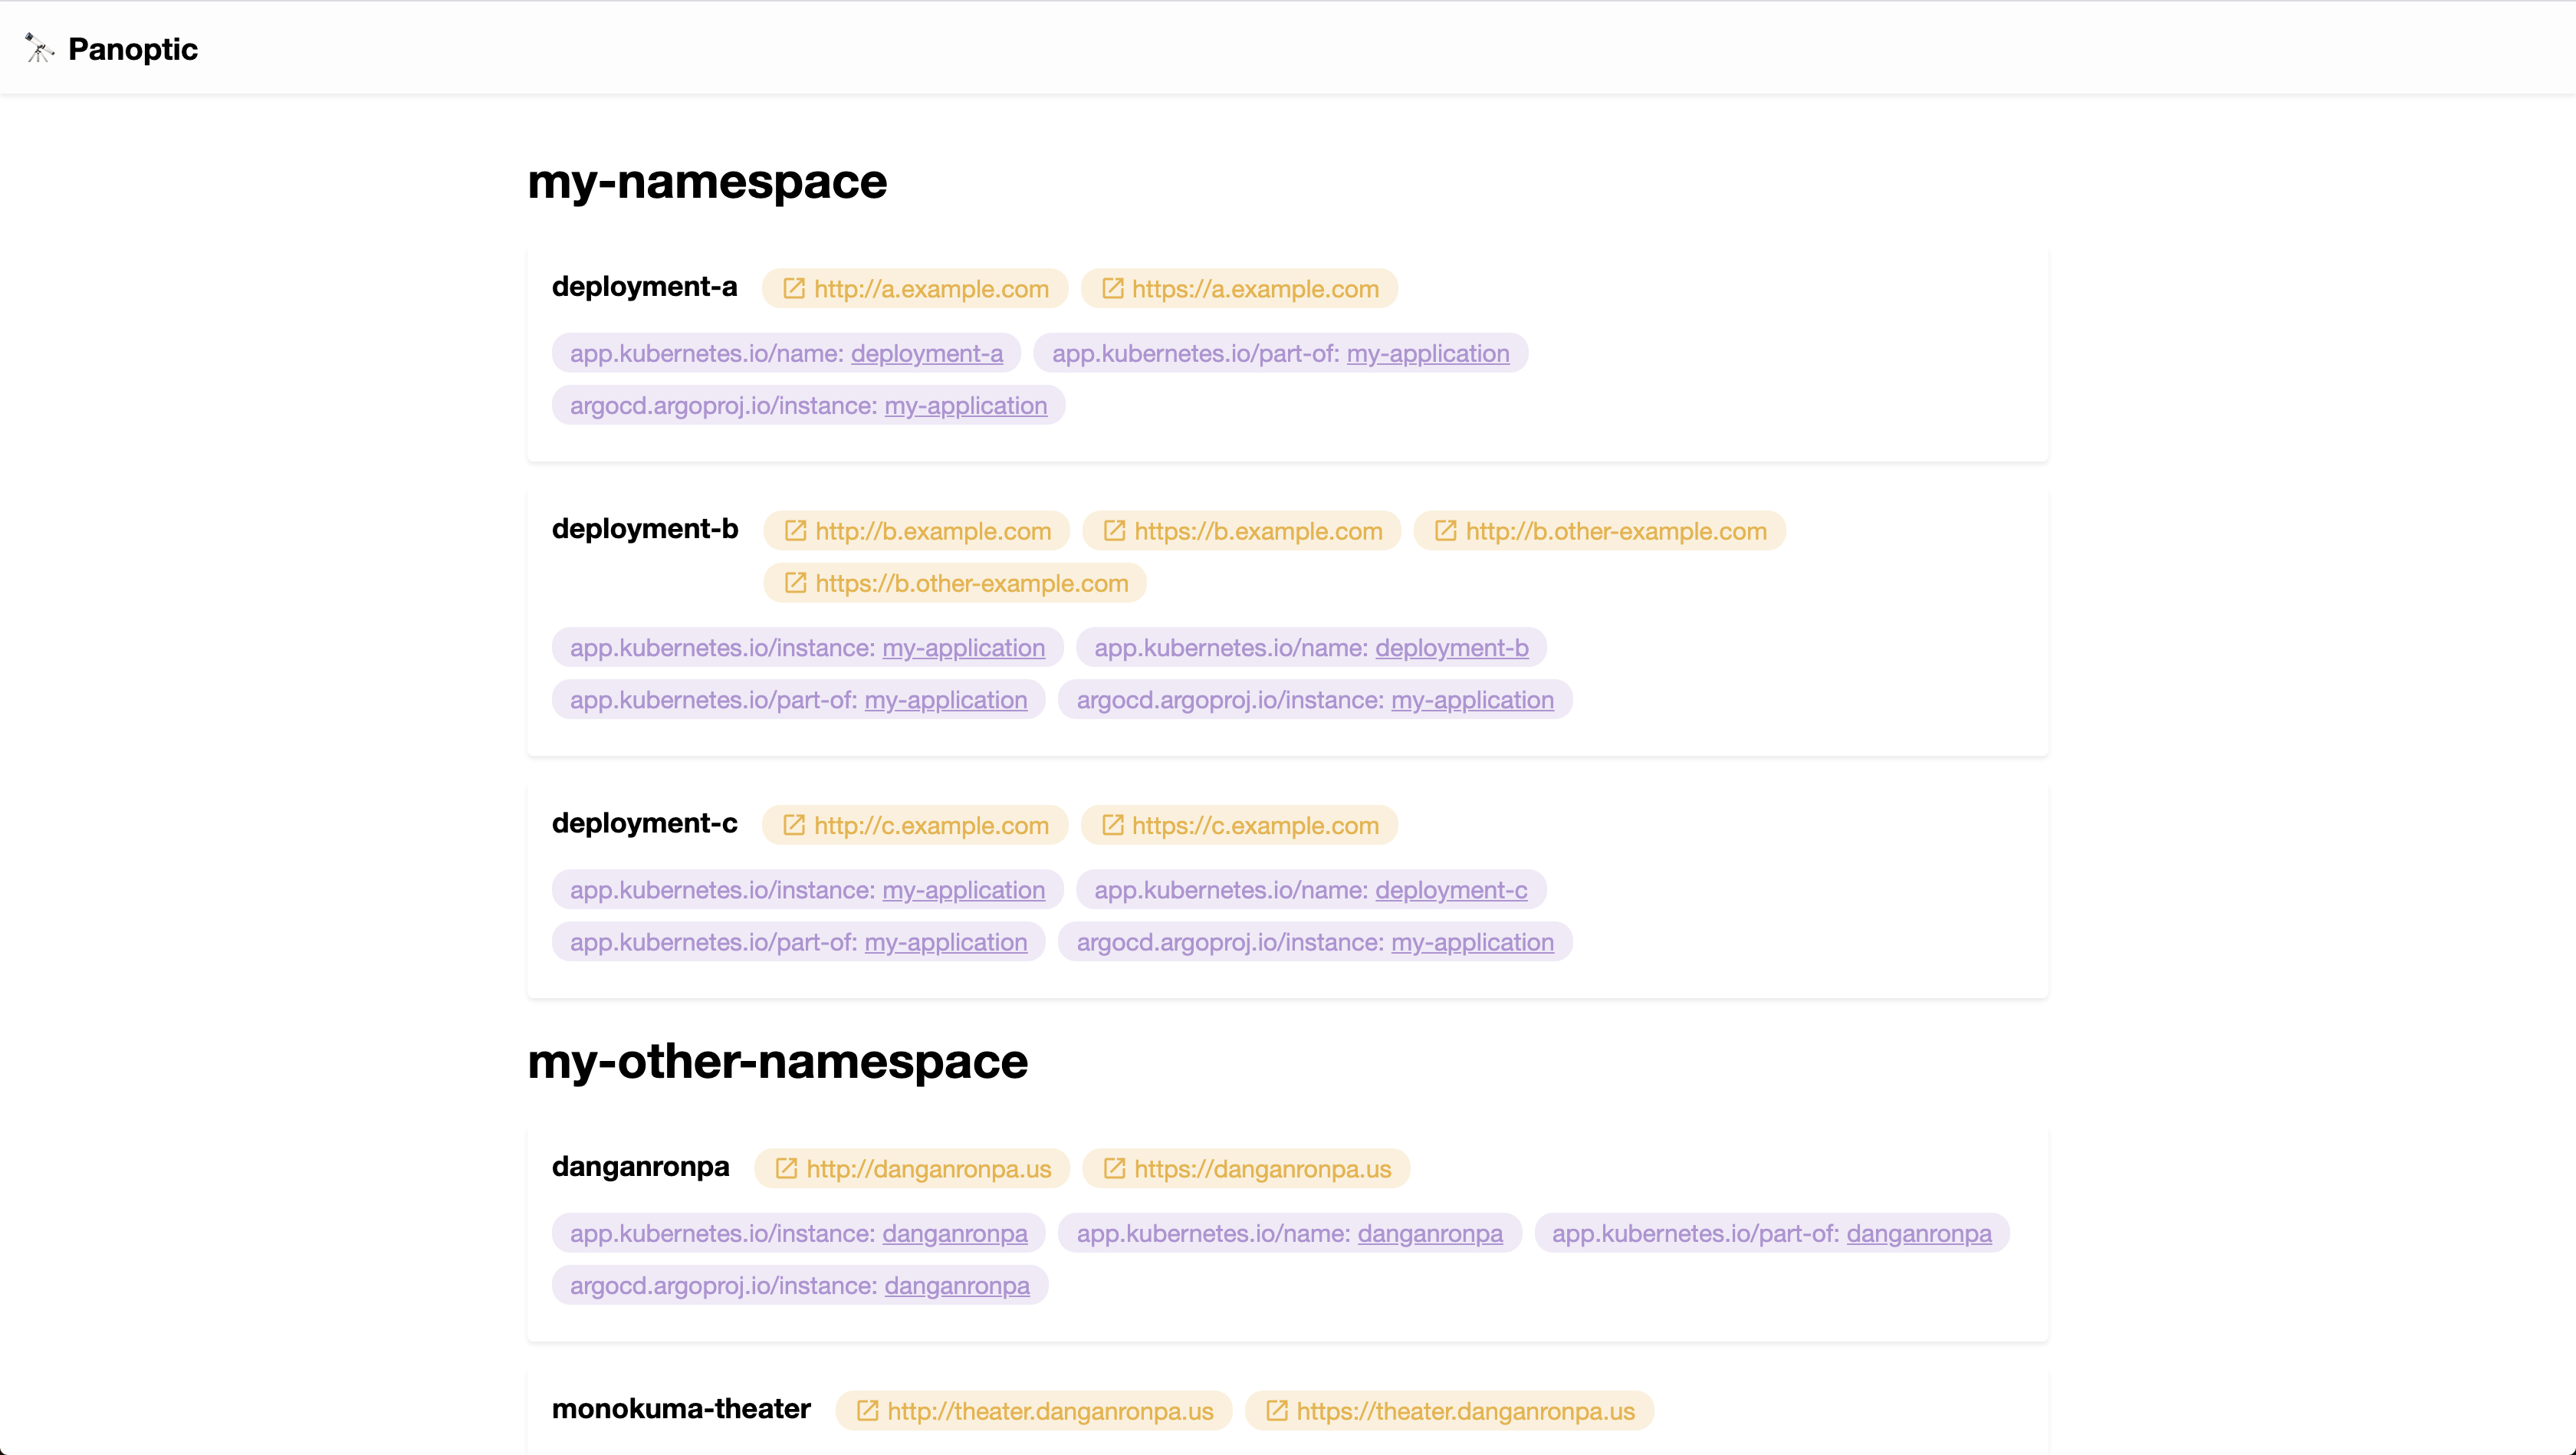 Panoptic
my-namespace
deployment-a http://a.example.com https://a.example.com
app.kubernetes.io/name: deployment-a app.kubernetes.io/part-of: my-application
argocd.argoproj.io/instance: my-application
deployment-b http://b.example.com https://b.example.com http://b.other-example.com
https://b.other-example.com
app.kubernetes.io/instance: my-application app.kubernetes.io/name: deployment-b
app.kubernetes.io/part-of: my-application argocd.argoproj.io/instance: my-application
deployment-c http://c.example.com https://c.example.com
app.kubernetes.io/instance: my-application app.kubernetes.io/name: deployment-c
app.kubernetes.io/part-of: my-application argocd.argoproj.io/instance: my-application
my-other-namespace
danganronpa http://danganronpa.us https://danganronpa.us
app.kubernetes.io/instance: danganronpa app.kubernetes.io/name: danganronpa app.kubernetes.io/part-of: danganronpa
argocd.argoproj.io/instance: danganronpa
monokuma-theater http://theater.danganronpa.us https://theater.danganronpa.us